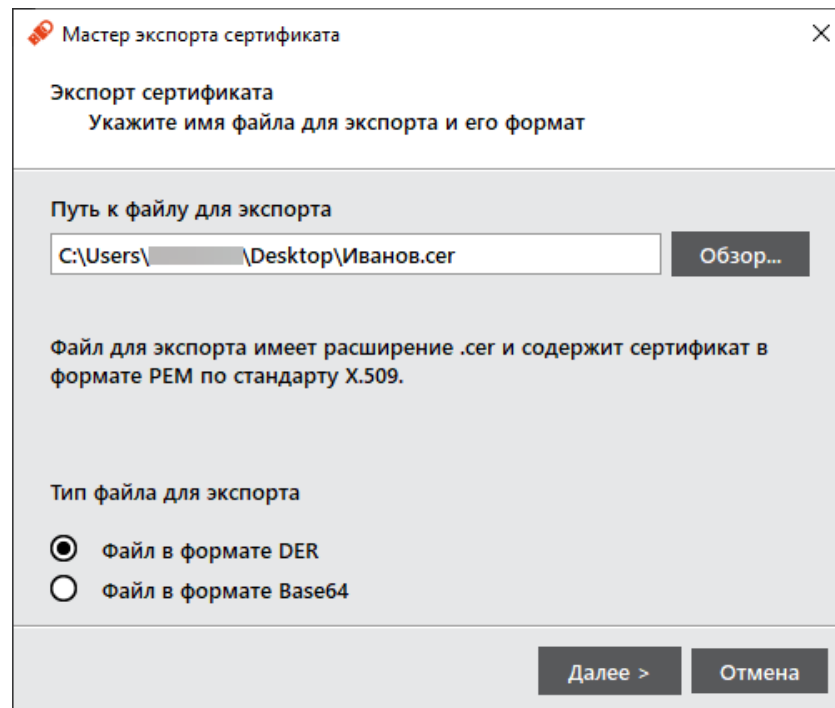 Мастер экспорта сертификата
Экспорт сертификата
Укажите имя файла для экспорта и его формат
Путь к файлу для экспорта
C:\Users\ \Desktop\Иванов.cer
Обзор...
Файл для экспорта имеет расширение .cer и содержит сертификат в
формате PEM по стандарту X.509.
Тип файла для экспорта
Файл в формате DER
Файл в формате Base64
Далее >
Отмена